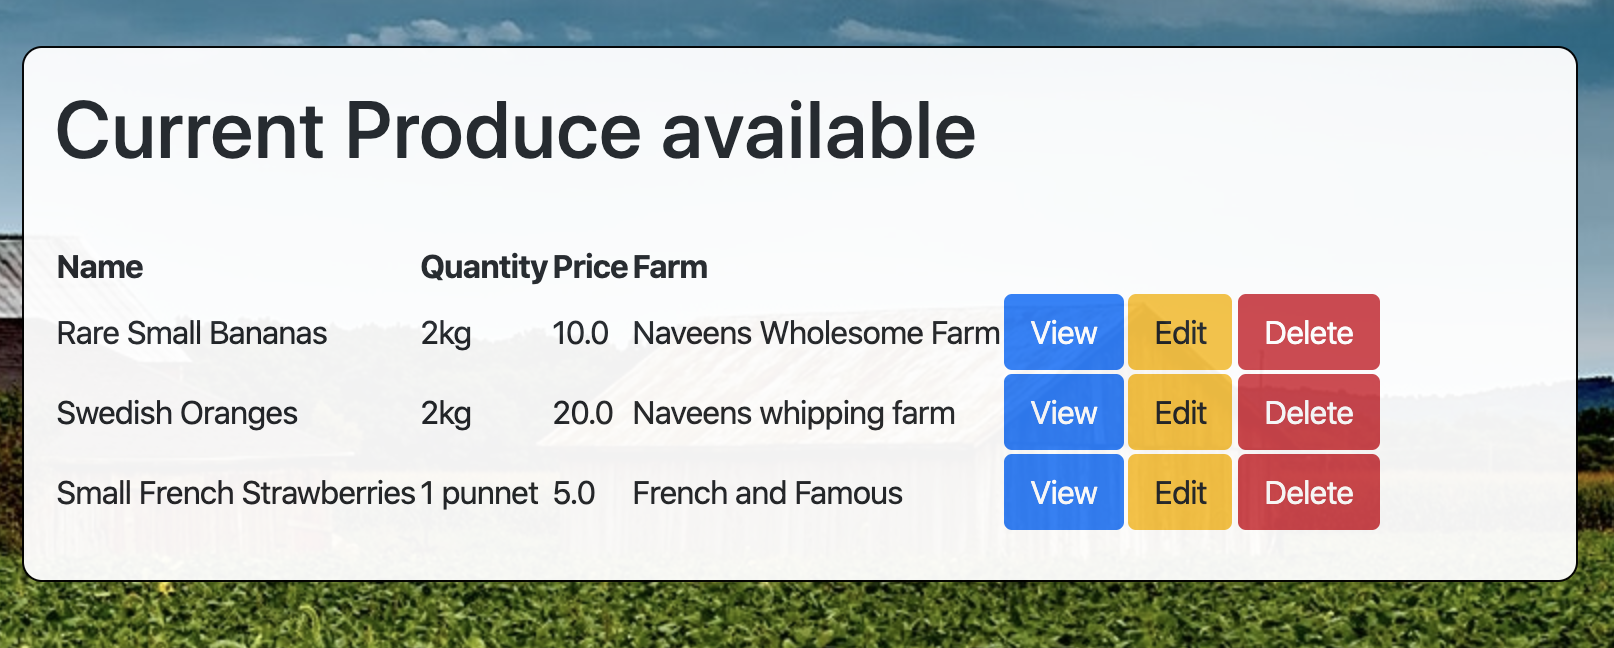 Current Produce available
Name Quantity Price Farm
Rare Small Bananas 2kg 10.0 Naveens Wholesome Farm View Edit Delete
Swedish Oranges 2kg 20.0 Naveens whipping farm View Edit Delete
Small French Strawberries 1 punnet 5.0 French and Famous View Edit Delete